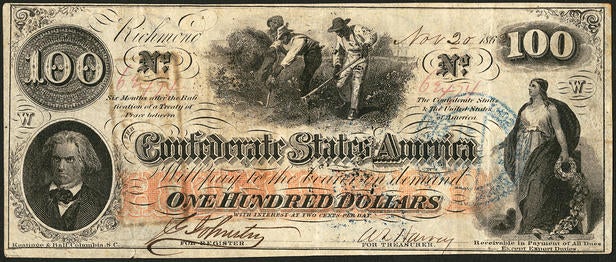 100
Richmond
Nov 20 186
100
No.
No.
Six Months after the Rati
fication of a Treaty of
Peace between
The Confederate States
& The United States
of America
W
W
Confederate States America
Will pay to the bearer on demand
ONE HUNDRED DOLLARS
WITH INTEREST AT TWO CENTS PER DAY
FOR REGISTER
FOR TREASURER.
Keatinge & Ball Columbia S.C.
Receivable in Payment of All Dues
Except Export Duties.